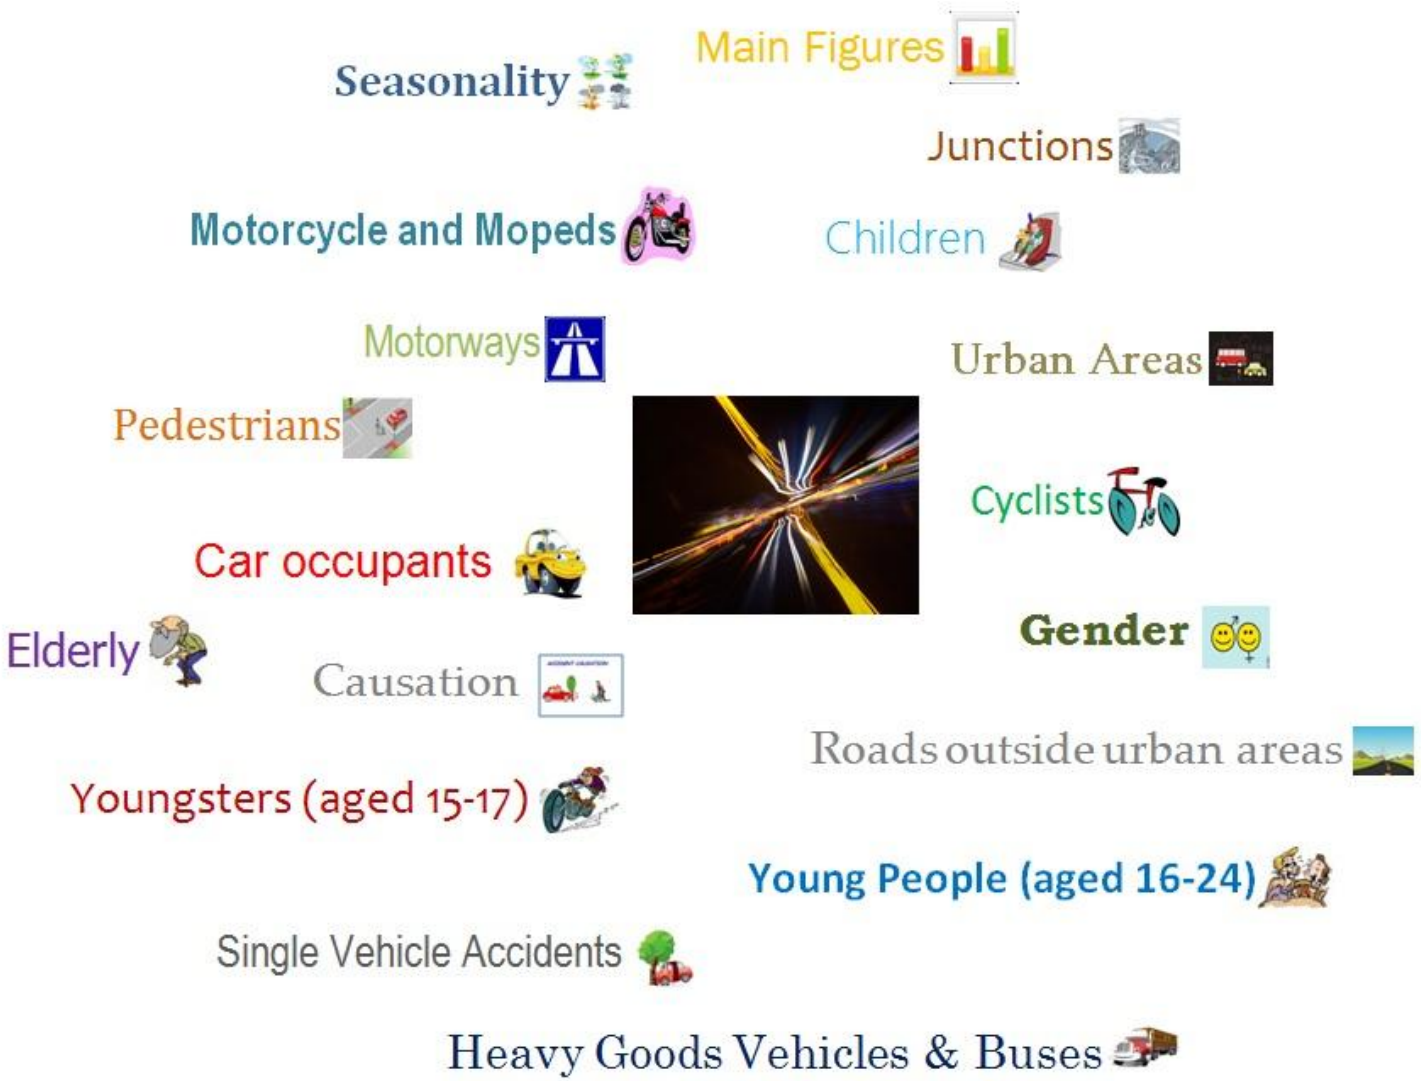 Main Figures
Seasonality
Junctions
Motorcycle and Mopeds
Children
Motorways
Urban Areas
Pedestrians
Cyclists
Car occupants
Gender
Elderly
Causation
ACCIDENT CAUSATION
Roads outside urban areas
Youngsters (aged 15-17)
Young People (aged 16-24)
Single Vehicle Accidents
Heavy Goods Vehicles & Buses